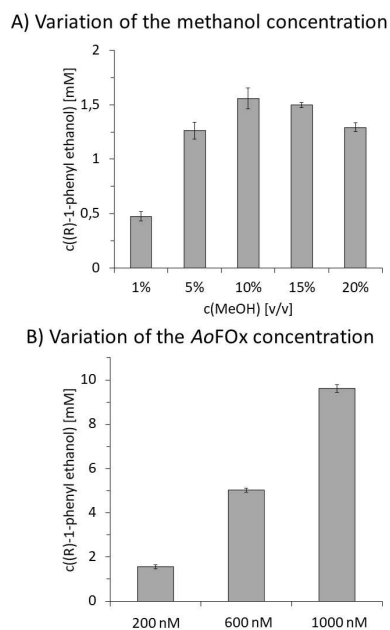 A) Variation of the methanol concentration
c((R)-1-phenyl ethanol) [mM]
2
1,5
1
0,5
0
1% 5% 10% 15% 20%
c(MeOH) [v/v]
B) Variation of the AoFOx concentration
c((R)-1-phenyl ethanol) [mM]
10
8
6
4
2
0
200 nM 600 nM 1000 nM